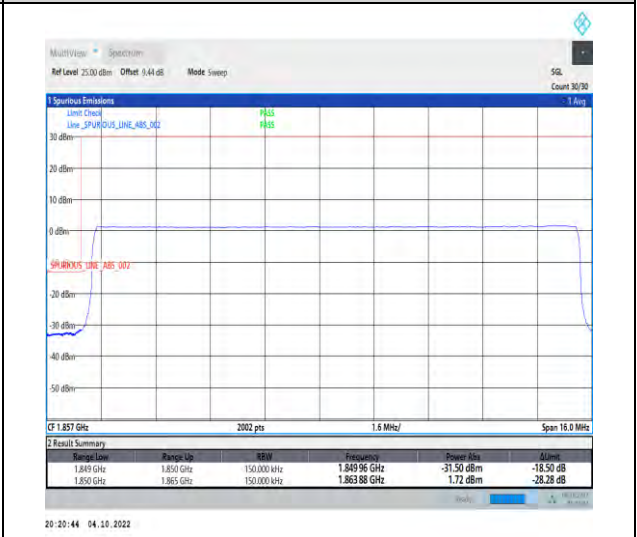 MultiView Spectrum
Ref Level 25.00 dBm Offset 9.44 dB Mode Sweep SGL
Count 30/30
1 Spurious Emissions 1 Avg
Limit Check PASS
Line _SPURIOUS_LINE_ABS_002 PASS
30 dBm
20 dBm
10 dBm
0 dBm
SPURIOUS_LINE_ABS_002
-20 dBm
-30 dBm
-40 dBm
-50 dBm
CF 1.857 GHz 2002 pts 1.6 MHz/ Span 16.0 MHz
2 Result Summary
Range Low Range Up RBW Frequency Power Abs ΔLimit
1.849 GHz 1.850 GHz 150.000 kHz 1.849 96 GHz -31.50 dBm -18.50 dB
1.850 GHz 1.865 GHz 150.000 kHz 1.863 88 GHz 1.72 dBm -28.28 dB
Ready
20:20:44 04.10.2022